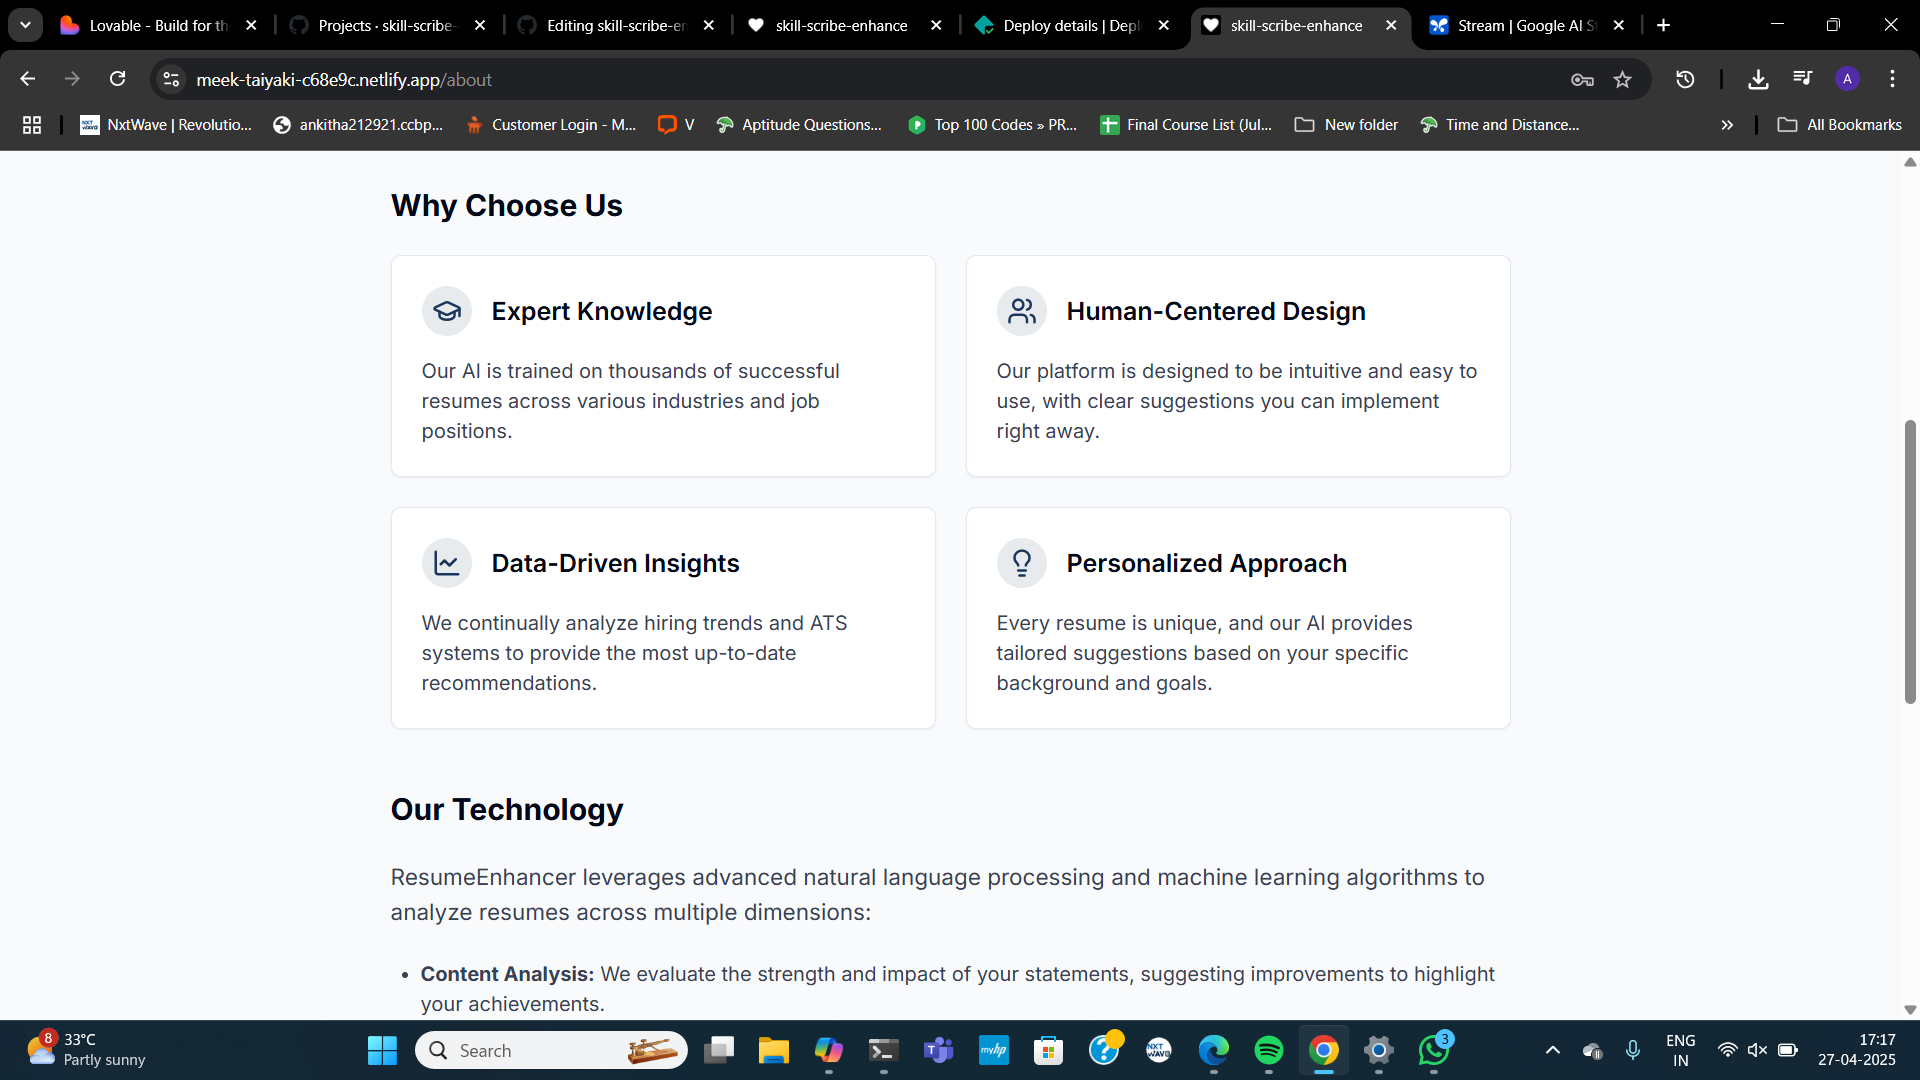 Lovable - Build for th
Projects · skill-scribe-
Editing skill-scribe-en
skill-scribe-enhance
Deploy details | Depl
skill-scribe-enhance
Stream | Google AI S
meek-taiyaki-c68e9c.netlify.app/about
A
NxtWave | Revolutio...
ankitha212921.ccbp...
Customer Login - M...
V
Aptitude Questions...
Top 100 Codes » PR...
Final Course List (Jul...
New folder
Time and Distance...
All Bookmarks
Why Choose Us
Expert Knowledge
Our AI is trained on thousands of successful
resumes across various industries and job
positions.
Human-Centered Design
Our platform is designed to be intuitive and easy to
use, with clear suggestions you can implement
right away.
Data-Driven Insights
We continually analyze hiring trends and ATS
systems to provide the most up-to-date
recommendations.
Personalized Approach
Every resume is unique, and our AI provides
tailored suggestions based on your specific
background and goals.
Our Technology
ResumeEnhancer leverages advanced natural language processing and machine learning algorithms to
analyze resumes across multiple dimensions:
• Content Analysis: We evaluate the strength and impact of your statements, suggesting improvements to highlight
your achievements.
8
33°C
Partly sunny
Search
myhp
NXT
WAVE
3
ENG
IN
17:17
27-04-2025